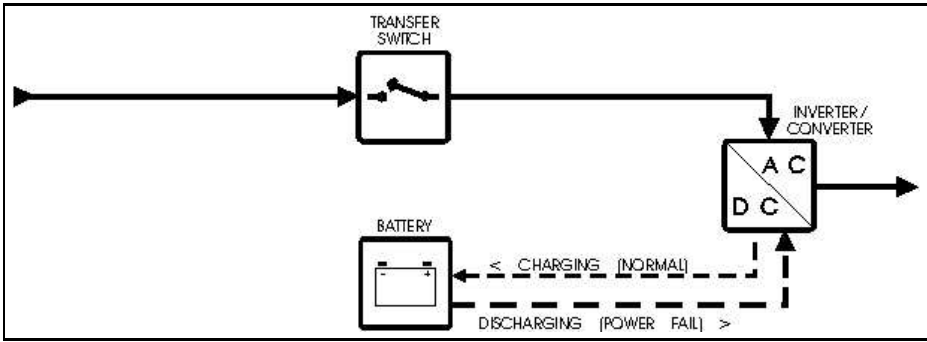 TRANSFER
SWITCH
INVERTER /
CONVERTER
A C
D C
BATTERY
- +
< CHARGING (NORMAL)
DISCHARGING (POWER FAIL) >